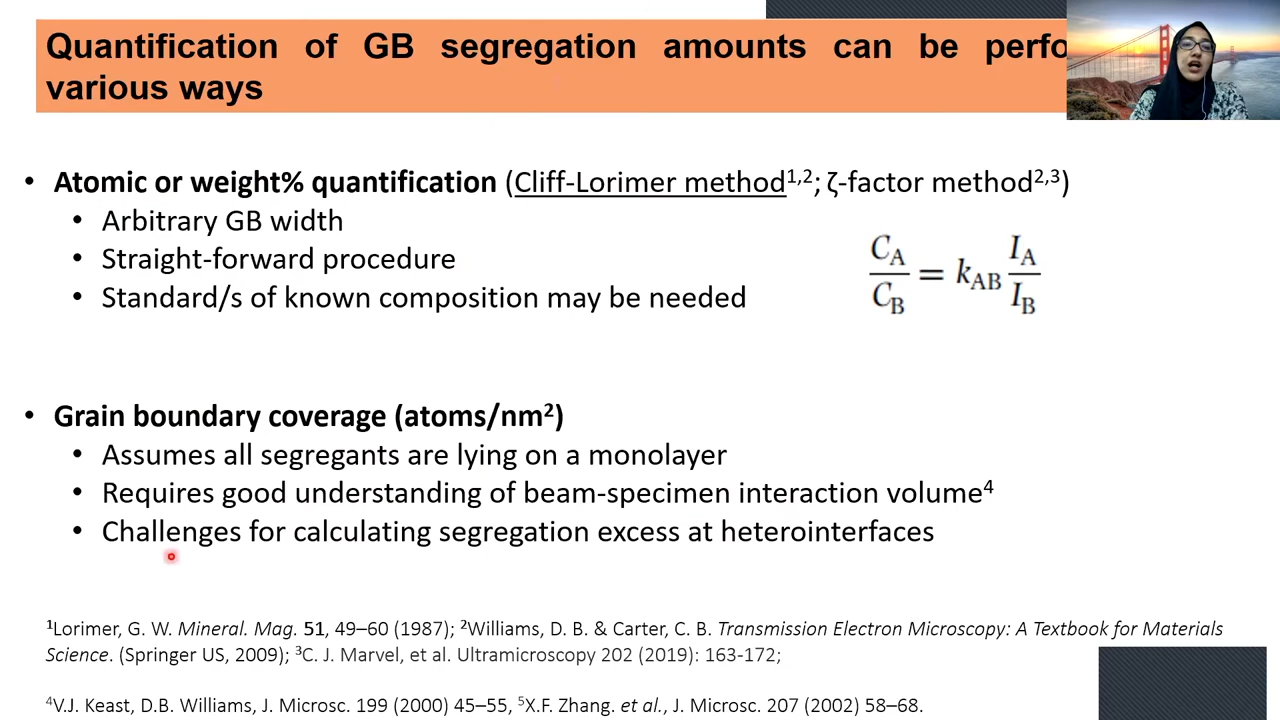 Quantification of GB segregation amounts can be perfo
various ways
• Atomic or weight% quantification (Cliff-Lorimer method¹,²; ζ-factor method²,³)
• Arbitrary GB width
• Straight-forward procedure
• Standard/s of known composition may be needed
C_A/C_B = k_AB I_A/I_B
• Grain boundary coverage (atoms/nm²)
• Assumes all segregants are lying on a monolayer
• Requires good understanding of beam-specimen interaction volume⁴
• Challenges for calculating segregation excess at heterointerfaces
¹Lorimer, G. W. Mineral. Mag. 51, 49–60 (1987); ²Williams, D. B. & Carter, C. B. Transmission Electron Microscopy: A Textbook for Materials
Science. (Springer US, 2009); ³C. J. Marvel, et al. Ultramicroscopy 202 (2019): 163-172;
⁴V.J. Keast, D.B. Williams, J. Microsc. 199 (2000) 45–55, ⁵X.F. Zhang. et al., J. Microsc. 207 (2002) 58–68.